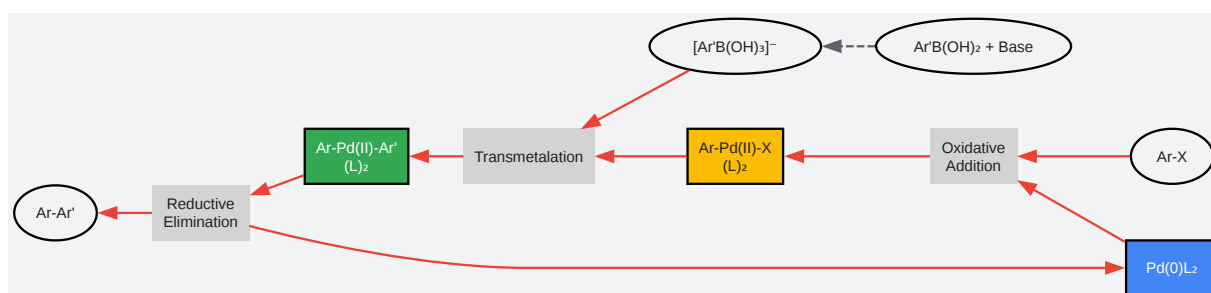 [Ar'B(OH)₃]⁻
Ar'B(OH)₂ + Base
Ar-Pd(II)-Ar'
(L)₂
Transmetalation
Ar-Pd(II)-X
(L)₂
Oxidative
Addition
Ar-X
Ar-Ar'
Reductive
Elimination
Pd(0)L₂